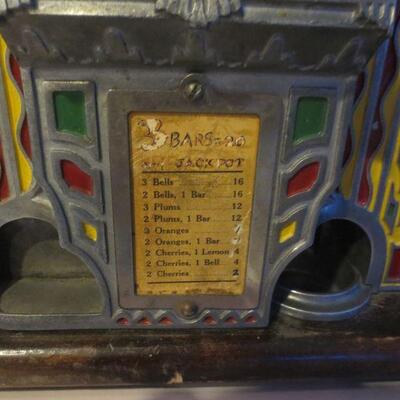 3 BARS = 20
JACKPOT
3 Bells 16
2 Bells, 1 Bar 16
3 Plums 12
2 Plums, 1 Bar 12
3 Oranges
2 Oranges, 1 Bar
2 Cherries, 1 Lemon 4
2 Cherries, 1 Bell 4
2 Cherries 2